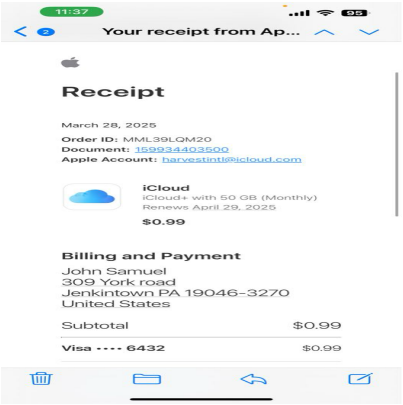 11:37
95
2
Your receipt from Ap...
Receipt
March 28, 2025
Order ID: MML39LQM20
Document: 159934403500
Apple Account: harvestintl@icloud.com
iCloud
iCloud+ with 50 GB (Monthly)
Renews April 29, 2025
$0.99
Billing and Payment
John Samuel
309 York road
Jenkintown PA 19046-3270
United States
Subtotal $0.99
Visa •••• 6432 $0.99